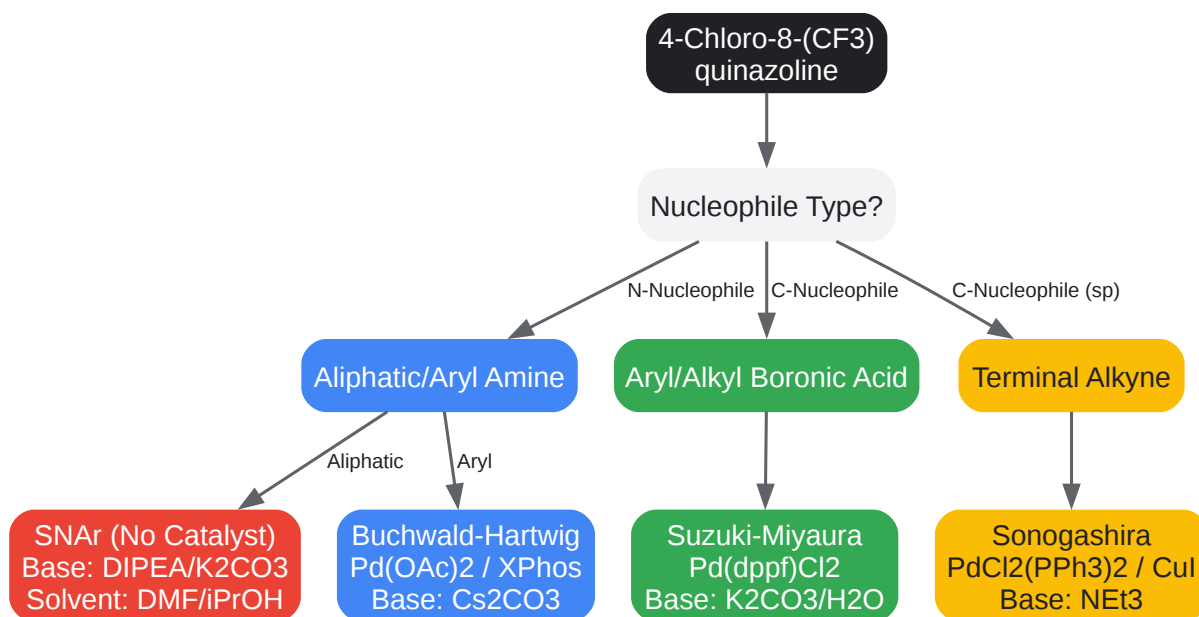 4-Chloro-8-(CF3)
quinazoline
Nucleophile Type?
N-Nucleophile
C-Nucleophile
C-Nucleophile (sp)
Aliphatic/Aryl Amine
Aryl/Alkyl Boronic Acid
Terminal Alkyne
Aliphatic
Aryl
SNAr (No Catalyst)
Base: DIPEA/K2CO3
Solvent: DMF/iPrOH
Buchwald-Hartwig
Pd(OAc)2 / XPhos
Base: Cs2CO3
Suzuki-Miyaura
Pd(dppf)Cl2
Base: K2CO3/H2O
Sonogashira
PdCl2(PPh3)2 / CuI
Base: NEt3